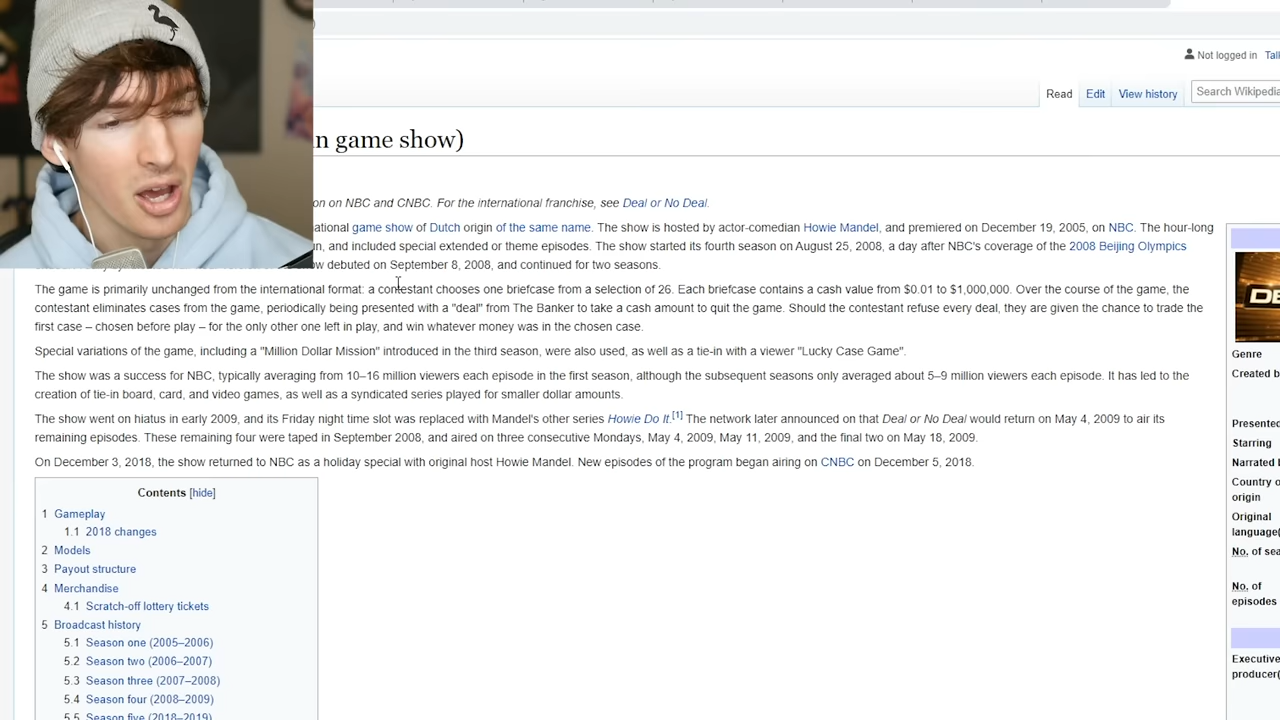 Not logged in Tal
Read Edit View history Search Wikipedia
n game show)
on on NBC and CNBC. For the international franchise, see Deal or No Deal.
ational game show of Dutch origin of the same name. The show is hosted by actor-comedian Howie Mandel, and premiered on December 19, 2005, on NBC. The hour-long
n, and included special extended or theme episodes. The show started its fourth season on August 25, 2008, a day after NBC's coverage of the 2008 Beijing Olympics
debuted on September 8, 2008, and continued for two seasons.
The game is primarily unchanged from the international format: a contestant chooses one briefcase from a selection of 26. Each briefcase contains a cash value from $0.01 to $1,000,000. Over the course of the game, the
contestant eliminates cases from the game, periodically being presented with a "deal" from The Banker to take a cash amount to quit the game. Should the contestant refuse every deal, they are given the chance to trade the
first case – chosen before play – for the only other one left in play, and win whatever money was in the chosen case.
Special variations of the game, including a "Million Dollar Mission" introduced in the third season, were also used, as well as a tie-in with a viewer "Lucky Case Game".
The show was a success for NBC, typically averaging from 10–16 million viewers each episode in the first season, although the subsequent seasons only averaged about 5–9 million viewers each episode. It has led to the
creation of tie-in board, card, and video games, as well as a syndicated series played for smaller dollar amounts.
The show went on hiatus in early 2009, and its Friday night time slot was replaced with Mandel's other series Howie Do It.[1] The network later announced on that Deal or No Deal would return on May 4, 2009 to air its
remaining episodes. These remaining four were taped in September 2008, and aired on three consecutive Mondays, May 4, 2009, May 11, 2009, and the final two on May 18, 2009.
On December 3, 2018, the show returned to NBC as a holiday special with original host Howie Mandel. New episodes of the program began airing on CNBC on December 5, 2018.
Contents [hide]
1 Gameplay
1.1 2018 changes
2 Models
3 Payout structure
4 Merchandise
4.1 Scratch-off lottery tickets
5 Broadcast history
5.1 Season one (2005–2006)
5.2 Season two (2006–2007)
5.3 Season three (2007–2008)
5.4 Season four (2008–2009)
5.5 Season five (2018–2019)
DE
Genre
Created b
Presented
Starring
Narrated b
Country o
origin
Original
language(
No. of sea
No. of
episodes
Executive
producer(